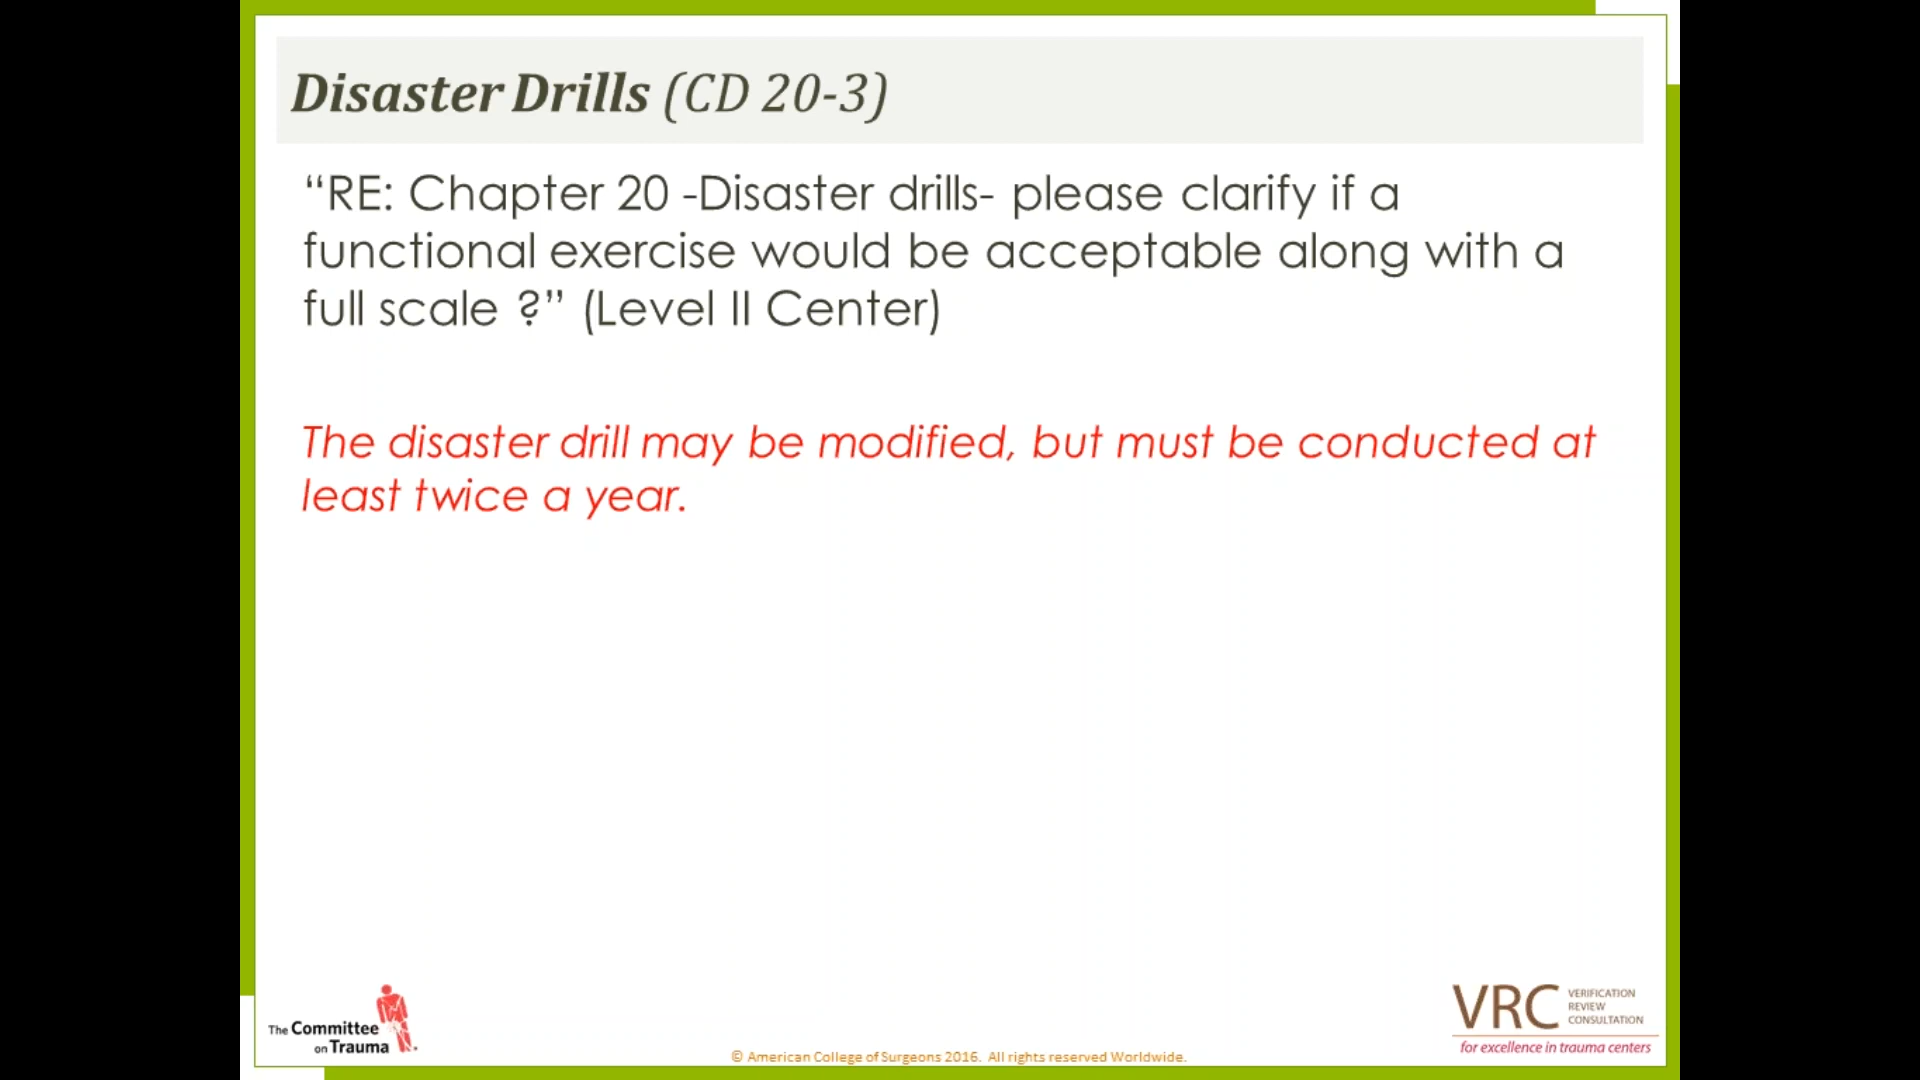 Disaster Drills (CD 20-3)
“RE: Chapter 20 -Disaster drills- please clarify if a
functional exercise would be acceptable along with a
full scale ?” (Level II Center)
The disaster drill may be modified, but must be conducted at
least twice a year.
The Committee
on Trauma
© American College of Surgeons 2016. All rights reserved Worldwide.
VRC
VERIFICATION
REVIEW
CONSULTATION
for excellence in trauma centers